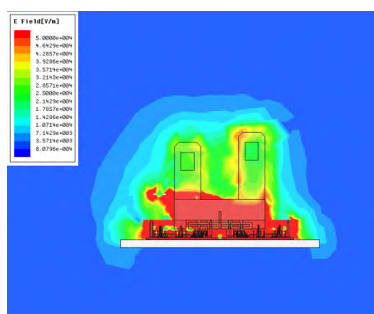 E Field[V/m]
5.0000e+004
4.6429e+004
4.2857e+004
3.9286e+004
3.5714e+004
3.2143e+004
2.8571e+004
2.5000e+004
2.1429e+004
1.7857e+004
1.4286e+004
1.0714e+004
7.1429e+003
3.5714e+003
8.0796e+000